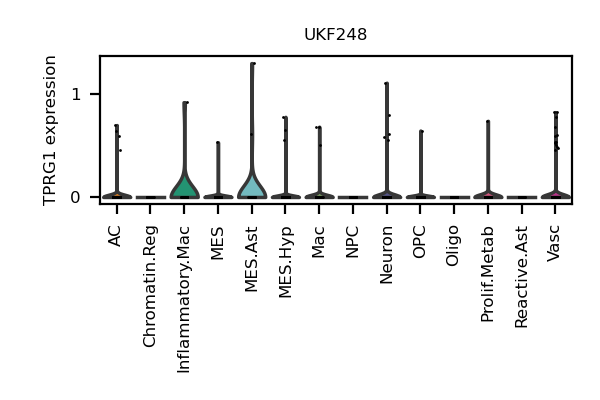 UKF248
TPRG1 expression
1
0
AC
Chromatin.Reg
Inflammatory.Mac
MES
MES.Ast
MES.Hyp
Mac
NPC
Neuron
OPC
Oligo
Prolif.Metab
Reactive.Ast
Vasc